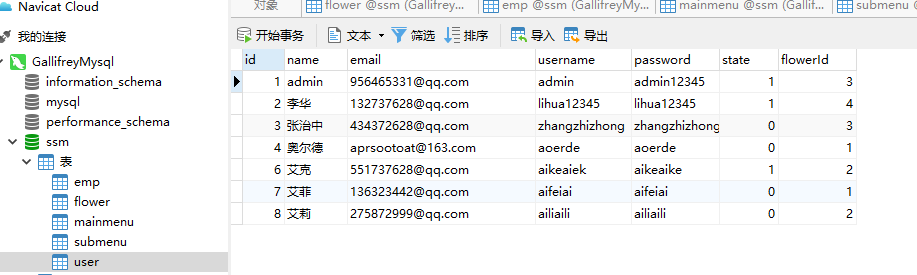 Navicat Cloud
我的连接
GallifreyMysql
information_schema
mysql
performance_schema
ssm
表
emp
flower
mainmenu
submenu
user
对象 flower @ssm (Gallifrey... emp @ssm (GallifreyMy... mainmenu @ssm (Gallif... submenu @ssm
开始事务 文本 筛选 排序 导入 导出
id name email username password state flowerId
1 admin 956465331@qq.com admin admin12345 1 3
2 李华 132737628@qq.com lihua12345 lihua12345 1 4
3 张治中 434372628@qq.com zhangzhizhong zhangzhizhong 0 3
4 奥尔德 aprsootoat@163.com aoerde aoerde 0 1
6 艾克 551737628@qq.com aikeaiek aikeaike 1 2
7 艾菲 136323442@qq.com aifeiai aifeiai 0 1
8 艾莉 275872999@qq.com ailiaili ailiaili 0 2